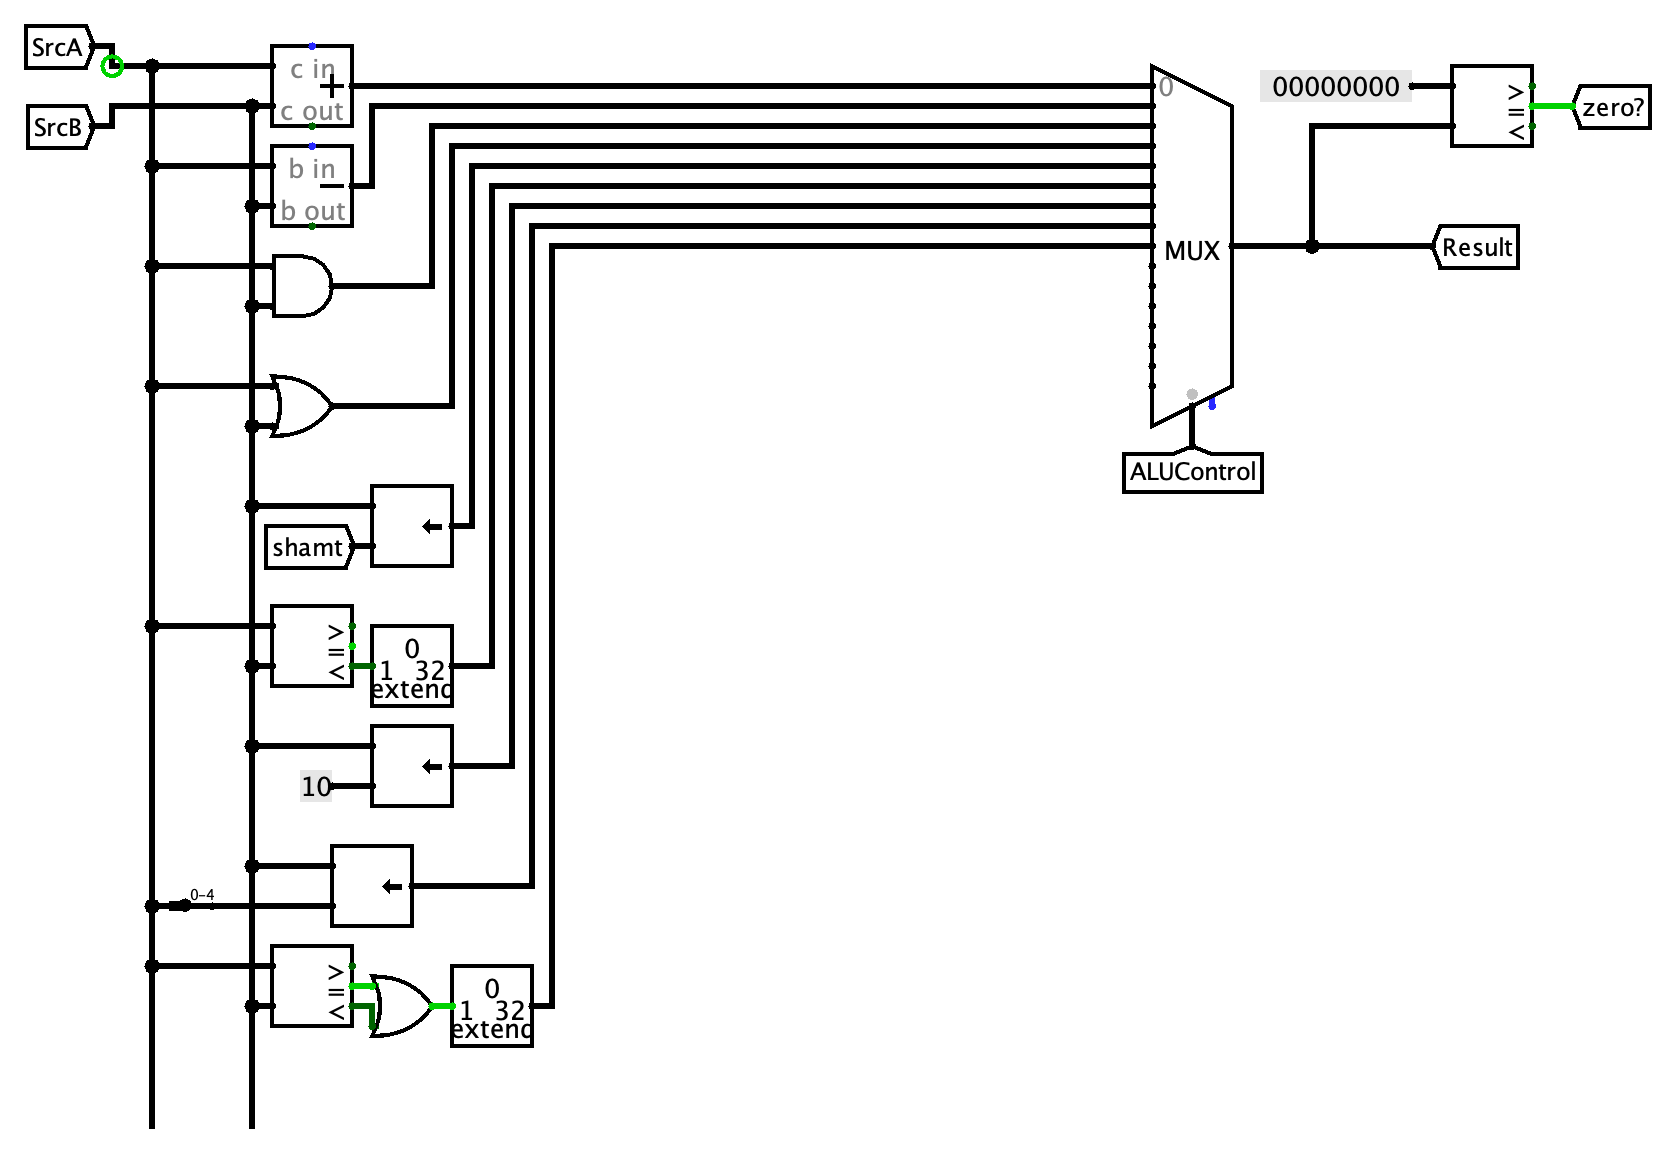 SrcA
SrcB
c in
+
c out
b in
−
b out
0
MUX
ALUControl
00000000
>
=
<
zero?
Result
shamt
>
=
<
0
1 32
extend
10
0-4
>
=
<
0
1 32
extend